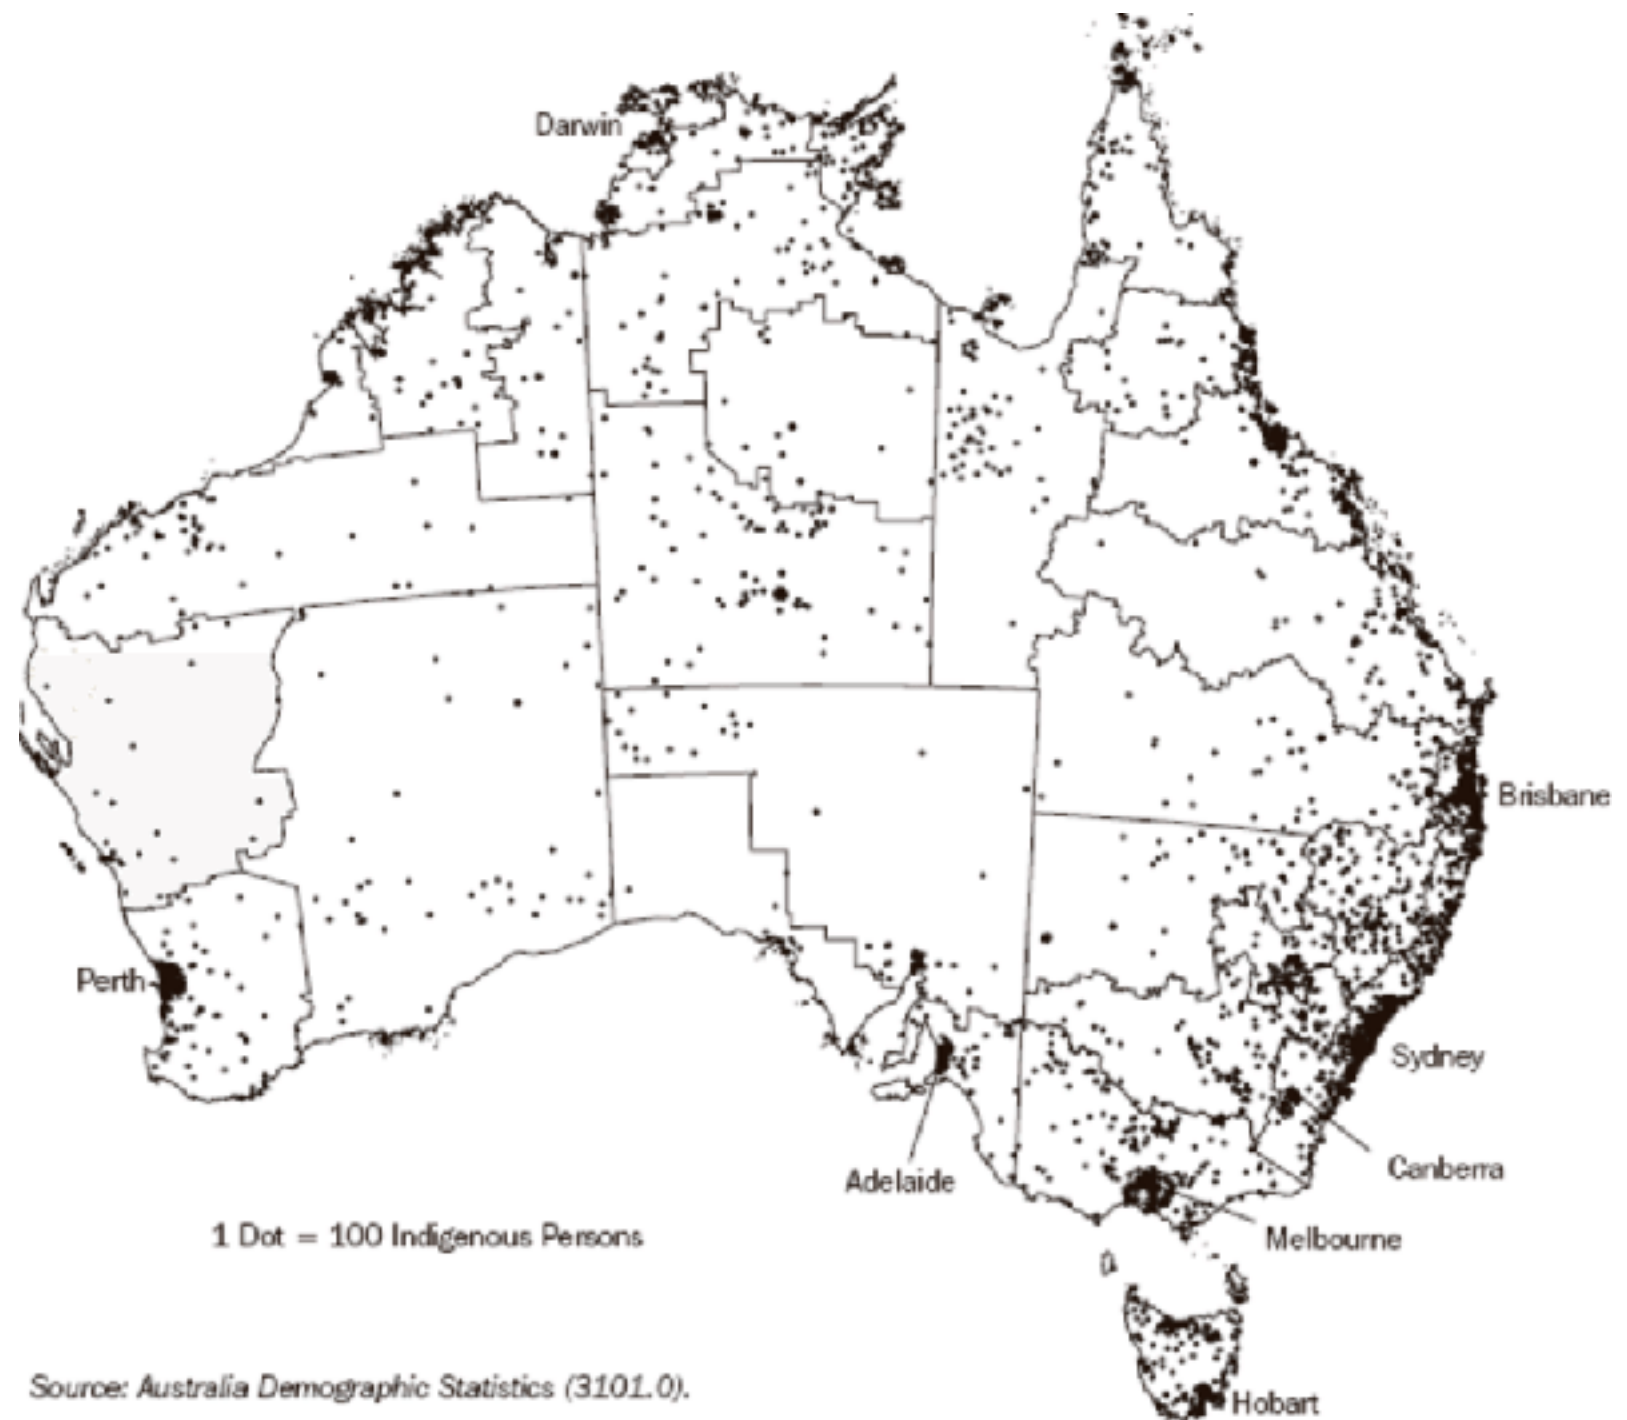 Darwin
Brisbane
Perth
Sydney
Canberra
Adelaide
Melbourne
1 Dot = 100 Indigenous Persons
Source: Australia Demographic Statistics (3101.0).
Hobart